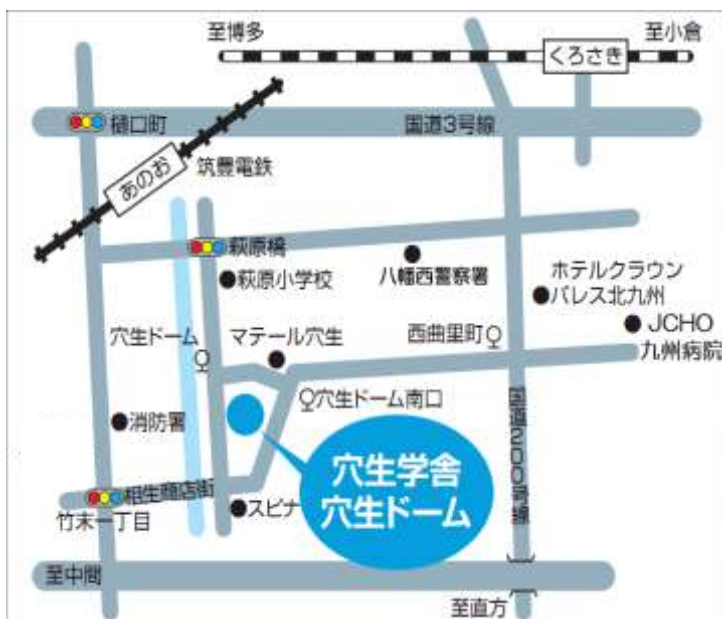 至博多
至小倉
くろさき
樋口町
国道3号線
あのお
筑豊電鉄
萩原橋
萩原小学校
八幡西警察署
ホテルクラウン
パレス北九州
JCHO
九州病院
穴生ドーム
マテール穴生
西曲里町
穴生ドーム南口
消防署
国道200号線
穴生学舎
穴生ドーム
相生商店街
竹末一丁目
スピナ
至中間
至直方